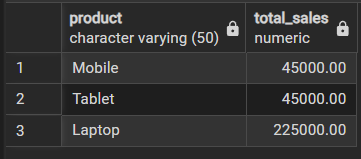 product total_sales
character varying (50) numeric
1 Mobile 45000.00
2 Tablet 45000.00
3 Laptop 225000.00